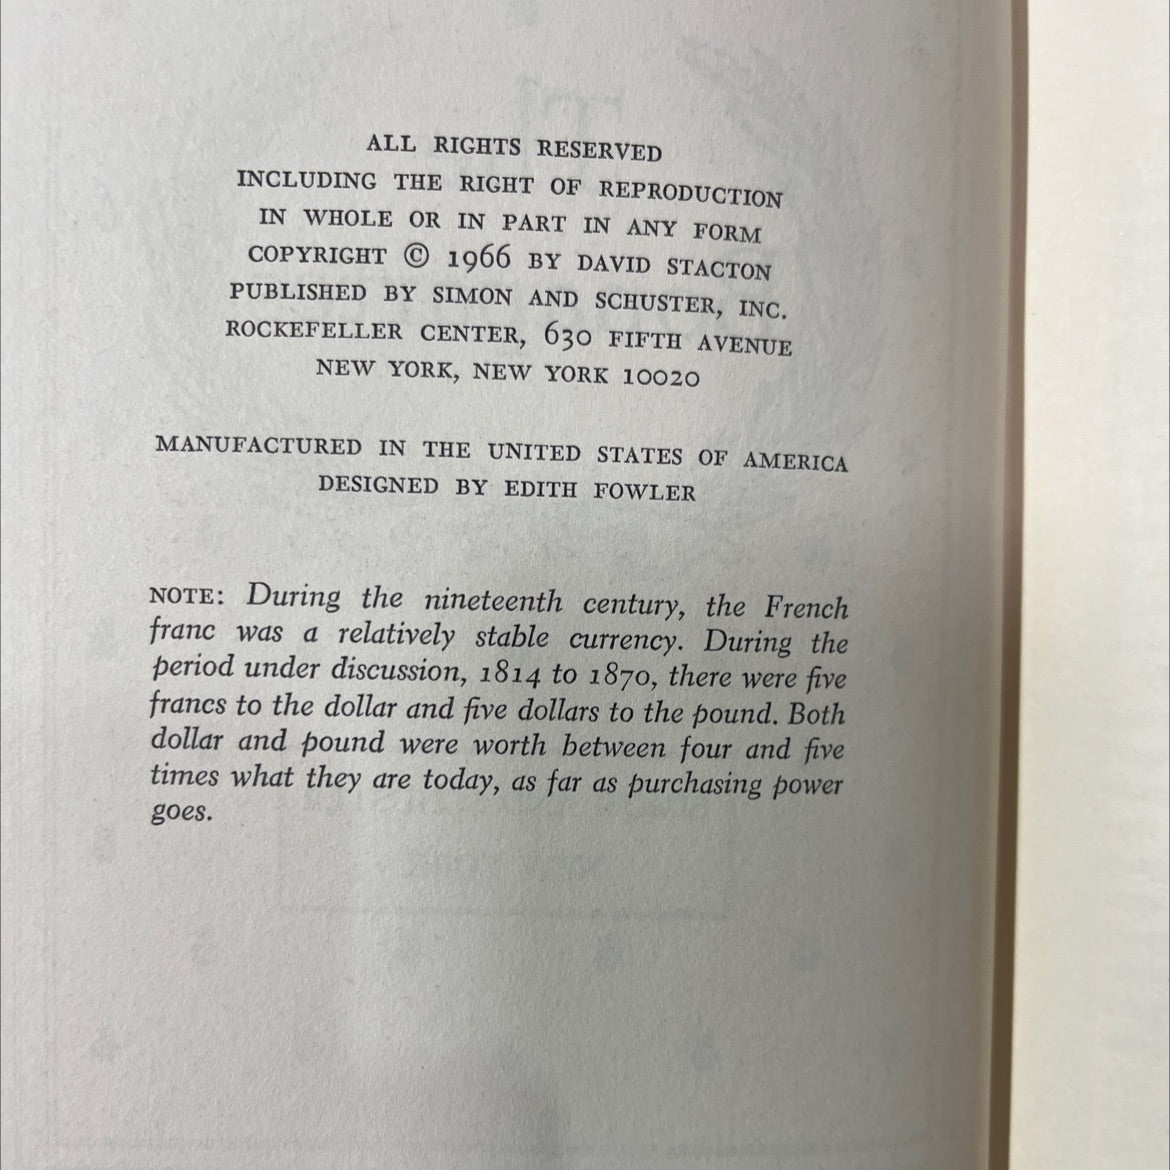 ALL RIGHTS RESERVED
INCLUDING THE RIGHT OF REPRODUCTION
IN WHOLE OR IN PART IN ANY FORM
COPYRIGHT © 1966 BY DAVID STACTON
PUBLISHED BY SIMON AND SCHUSTER, INC.
ROCKEFELLER CENTER, 630 FIFTH AVENUE
NEW YORK, NEW YORK 10020
MANUFACTURED IN THE UNITED STATES OF AMERICA
DESIGNED BY EDITH FOWLER
NOTE: During the nineteenth century, the French
franc was a relatively stable currency. During the
period under discussion, 1814 to 1870, there were five
francs to the dollar and five dollars to the pound. Both
dollar and pound were worth between four and five
times what they are today, as far as purchasing power
goes.